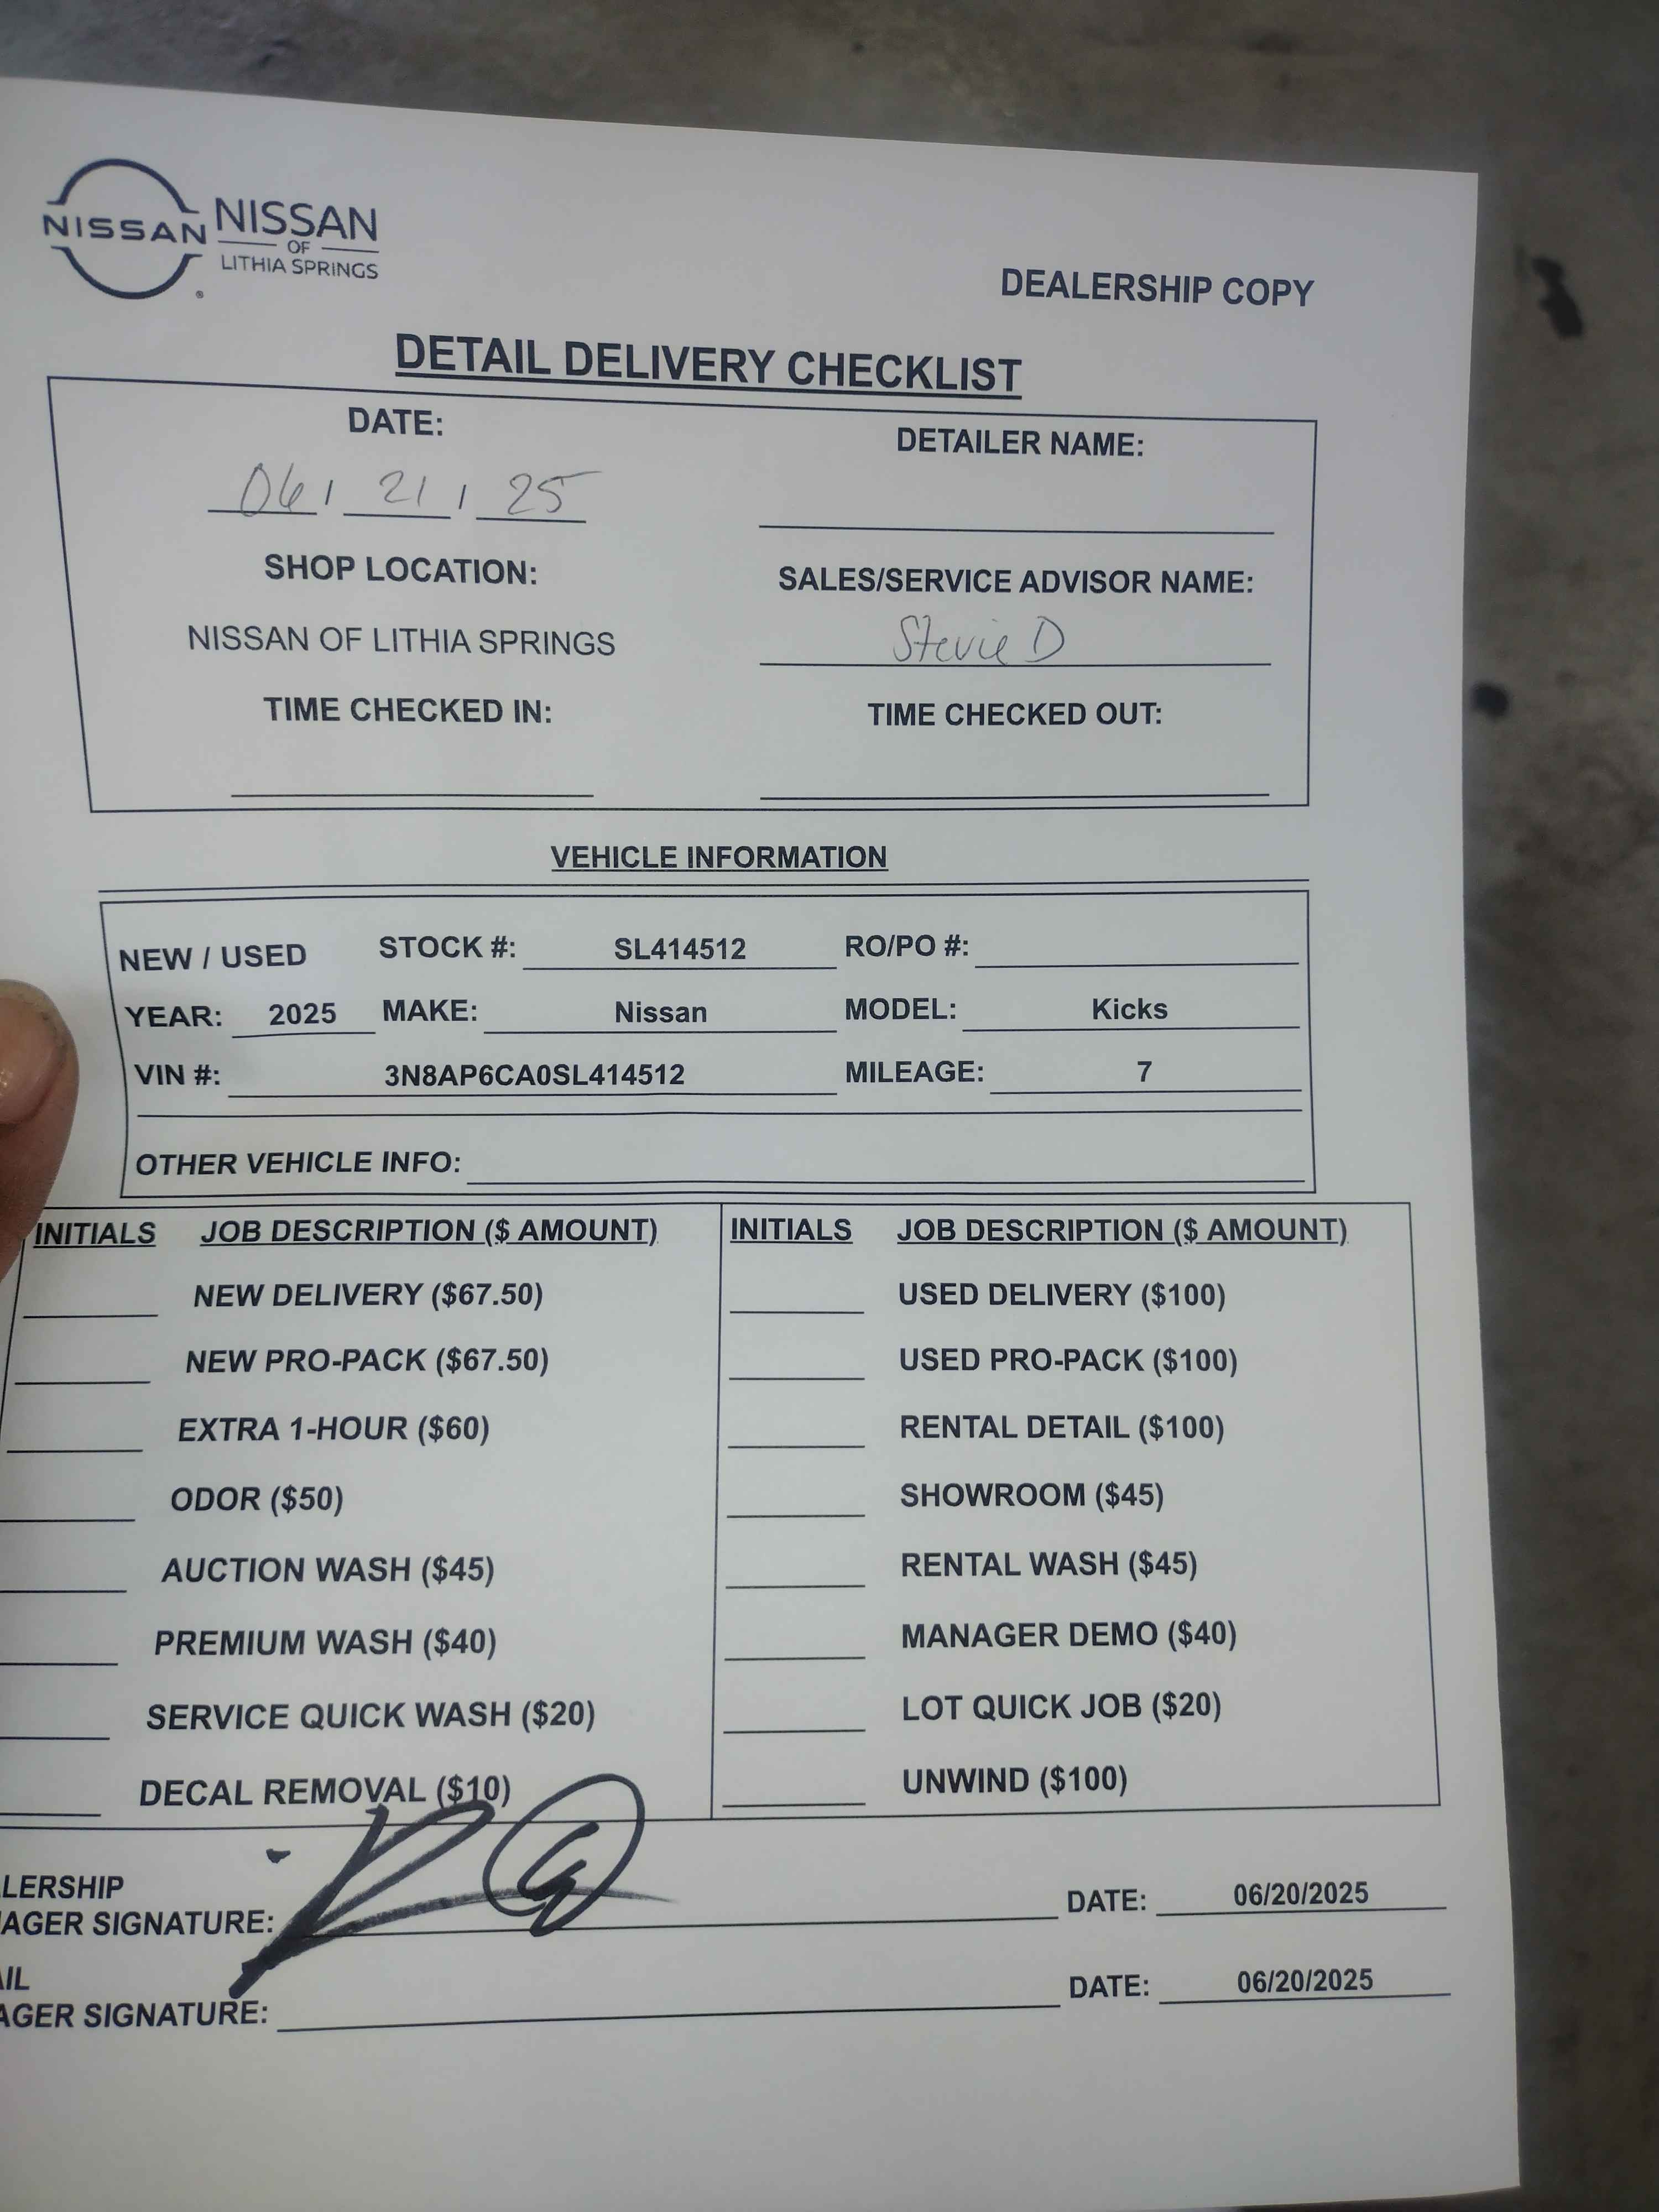 NISSAN NISSAN
OF
LITHIA SPRINGS
®
DEALERSHIP COPY
DETAIL DELIVERY CHECKLIST
DATE: DETAILER NAME:
06 / 21 / 25
SHOP LOCATION: SALES/SERVICE ADVISOR NAME:
NISSAN OF LITHIA SPRINGS Stevie D
TIME CHECKED IN: TIME CHECKED OUT:
VEHICLE INFORMATION
NEW / USED STOCK #: SL414512 RO/PO #:
YEAR: 2025 MAKE: Nissan MODEL: Kicks
VIN #: 3N8AP6CA0SL414512 MILEAGE: 7
OTHER VEHICLE INFO:
INITIALS JOB DESCRIPTION ($ AMOUNT) INITIALS JOB DESCRIPTION ($ AMOUNT)
NEW DELIVERY ($67.50) USED DELIVERY ($100)
NEW PRO-PACK ($67.50) USED PRO-PACK ($100)
EXTRA 1-HOUR ($60) RENTAL DETAIL ($100)
ODOR ($50) SHOWROOM ($45)
AUCTION WASH ($45) RENTAL WASH ($45)
PREMIUM WASH ($40) MANAGER DEMO ($40)
SERVICE QUICK WASH ($20) LOT QUICK JOB ($20)
DECAL REMOVAL ($10) UNWIND ($100)
LERSHIP
AGER SIGNATURE: DATE: 06/20/2025
IL
AGER SIGNATURE: DATE: 06/20/2025